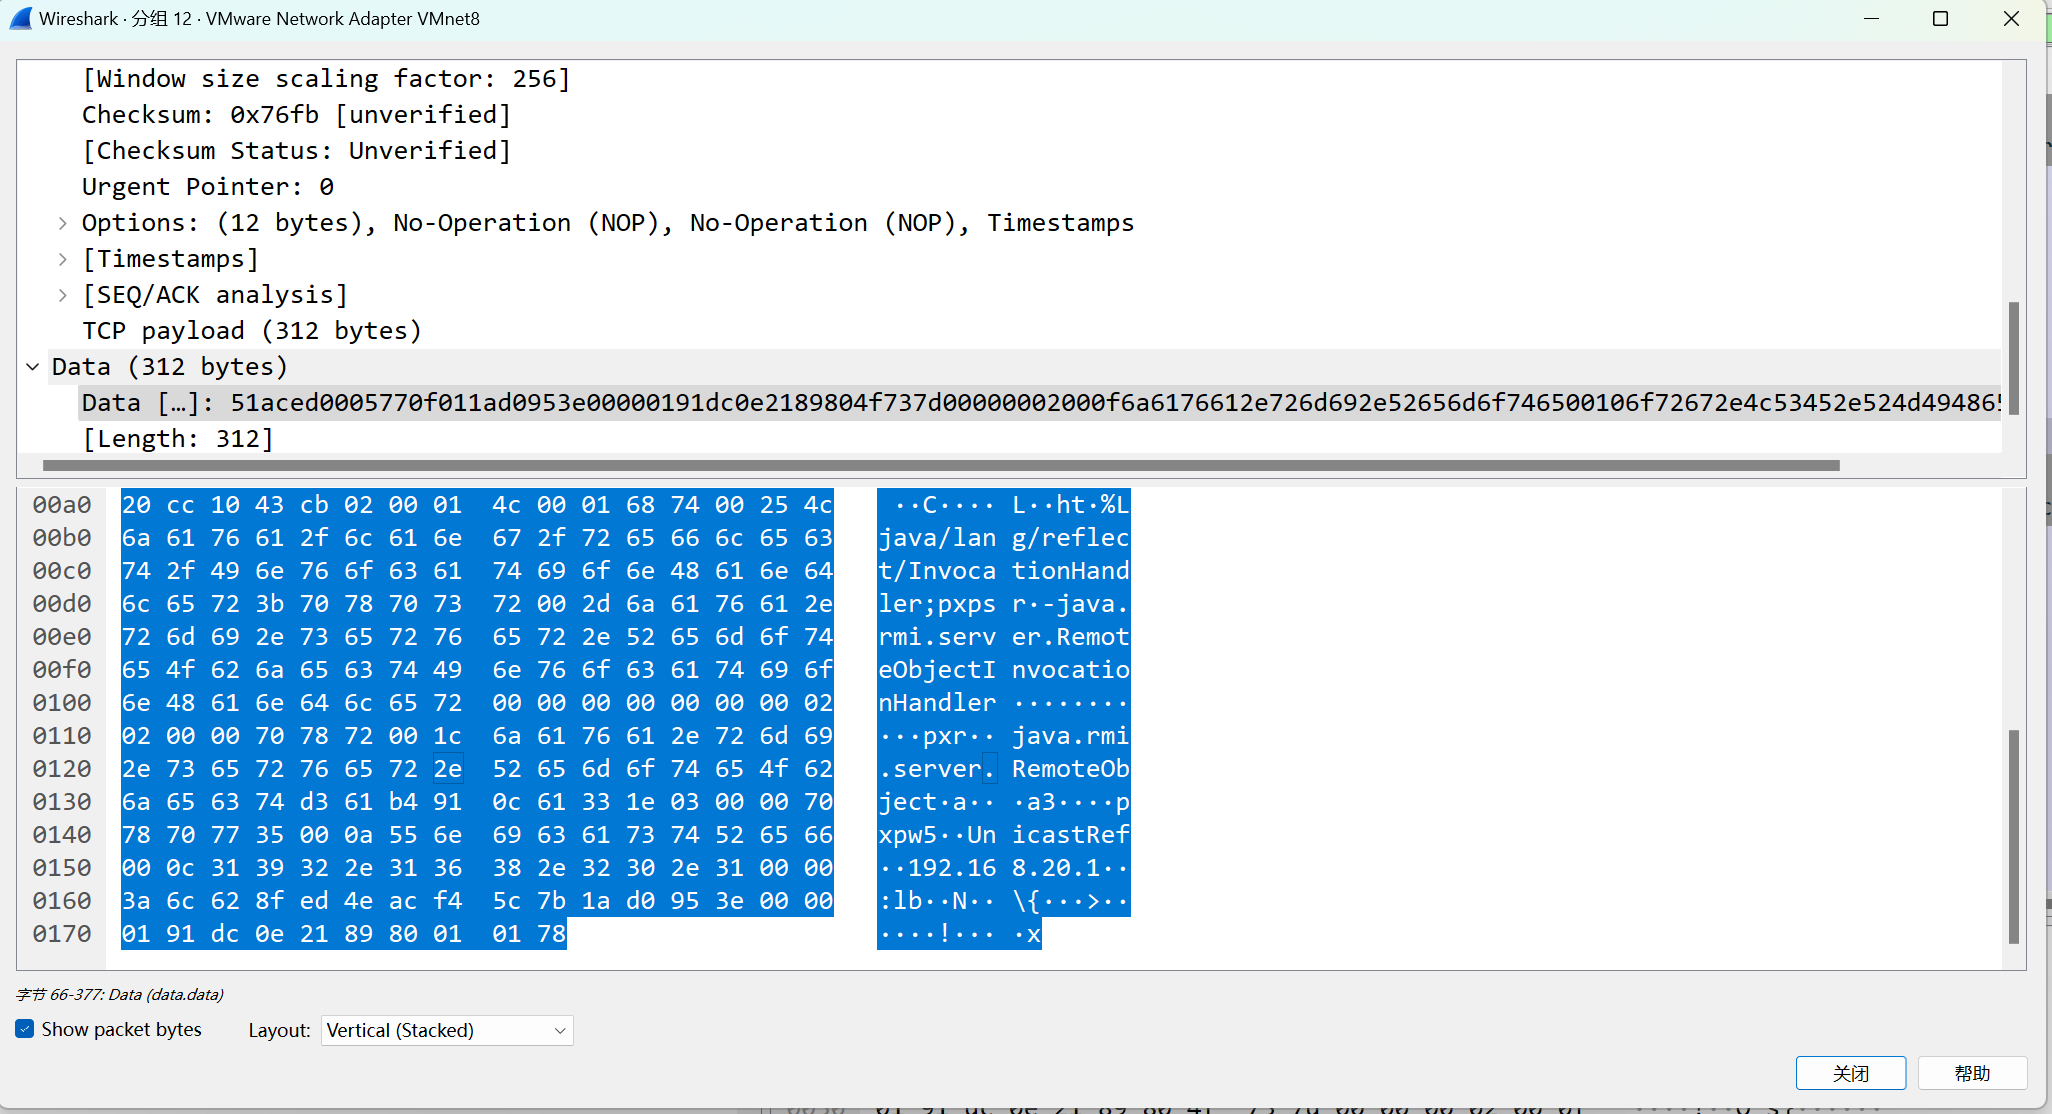 Wireshark · 分组 12 · VMware Network Adapter VMnet8
[Window size scaling factor: 256]
Checksum: 0x76fb [unverified]
[Checksum Status: Unverified]
Urgent Pointer: 0
Options: (12 bytes), No-Operation (NOP), No-Operation (NOP), Timestamps
[Timestamps]
[SEQ/ACK analysis]
TCP payload (312 bytes)
Data (312 bytes)
Data […]: 51aced0005770f011ad0953e00000191dc0e2189804f737d00000002000f6a6176612e726d692e52656d6f746500106f72672e4c53452e524d494865
[Length: 312]
00a0 20 cc 10 43 cb 02 00 01 4c 00 01 68 74 00 25 4c ··C···· L··ht·%L
00b0 6a 61 76 61 2f 6c 61 6e 67 2f 72 65 66 6c 65 63 java/lan g/reflec
00c0 74 2f 49 6e 76 6f 63 61 74 69 6f 6e 48 61 6e 64 t/Invoca tionHand
00d0 6c 65 72 3b 70 78 70 73 72 00 2d 6a 61 76 61 2e ler;pxps r·-java.
00e0 72 6d 69 2e 73 65 72 76 65 72 2e 52 65 6d 6f 74 rmi.serv er.Remot
00f0 65 4f 62 6a 65 63 74 49 6e 76 6f 63 61 74 69 6f eObjectI nvocatio
0100 6e 48 61 6e 64 6c 65 72 00 00 00 00 00 00 00 02 nHandler ········
0110 02 00 00 70 78 72 00 1c 6a 61 76 61 2e 72 6d 69 ···pxr·· java.rmi
0120 2e 73 65 72 76 65 72 2e 52 65 6d 6f 74 65 4f 62 .server. RemoteOb
0130 6a 65 63 74 d3 61 b4 91 0c 61 33 1e 03 00 00 70 ject·a·· ·a3····p
0140 78 70 77 35 00 0a 55 6e 69 63 61 73 74 52 65 66 xpw5··Un icastRef
0150 00 0c 31 39 32 2e 31 36 38 2e 32 30 2e 31 00 00 ··192.16 8.20.1··
0160 3a 6c 62 8f ed 4e ac f4 5c 7b 1a d0 95 3e 00 00 :lb··N·· \{···>··
0170 01 91 dc 0e 21 89 80 01 01 78 ····!··· ·x
字节 66-377: Data (data.data)
Show packet bytes Layout: Vertical (Stacked)
关闭 帮助